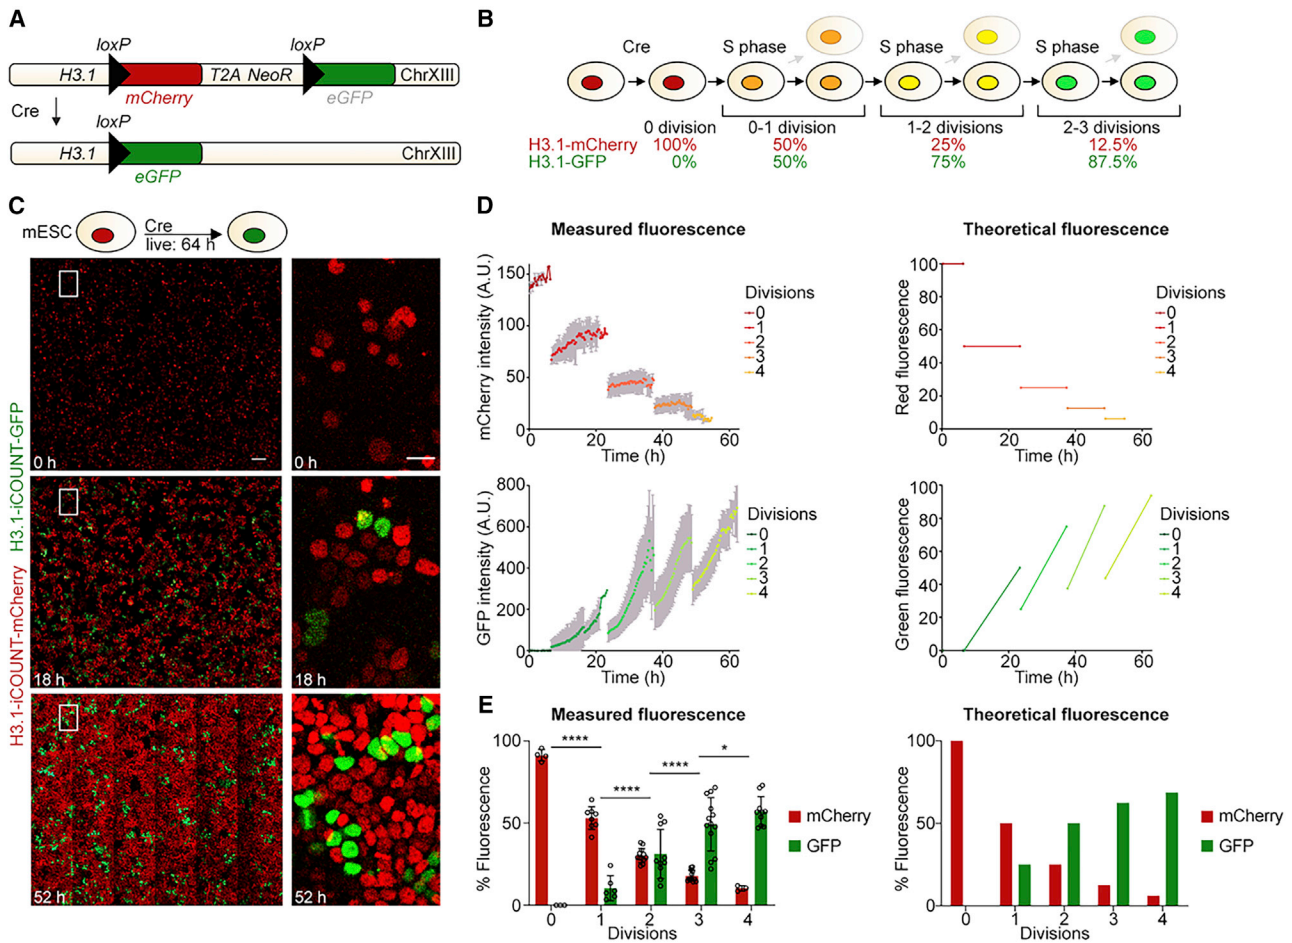 A
loxP
loxP
H3.1
T2A NeoR
ChrXIII
mCherry
eGFP
Cre
loxP
H3.1
ChrXIII
eGFP
B
Cre
S phase
S phase
S phase
0 division
0-1 division
1-2 divisions
2-3 divisions
H3.1-mCherry
100%
50%
25%
12.5%
H3.1-GFP
0%
50%
75%
87.5%
C
mESC
Cre
live: 64 h
H3.1-iCOUNT-mCherry H3.1-iCOUNT-GFP
0 h
0 h
18 h
18 h
52 h
52 h
D
Measured fluorescence
Theoretical fluorescence
mCherry intensity (A.U.)
150
100
50
0
0
20
40
60
Time (h)
Divisions
0
1
2
3
4
Red fluorescence
100
80
60
40
20
0
0
20
40
60
Time (h)
Divisions
0
1
2
3
4
GFP intensity (A.U.)
800
600
400
200
0
0
20
40
60
Time (h)
Divisions
0
1
2
3
4
Green fluorescence
100
80
60
40
20
0
0
20
40
60
Time (h)
Divisions
0
1
2
3
4
E
Measured fluorescence
Theoretical fluorescence
% Fluorescence
100
50
0
****
****
****
*
0
1
2
3
4
Divisions
mCherry
GFP
% Fluorescence
100
50
0
0
1
2
3
4
Divisions
mCherry
GFP